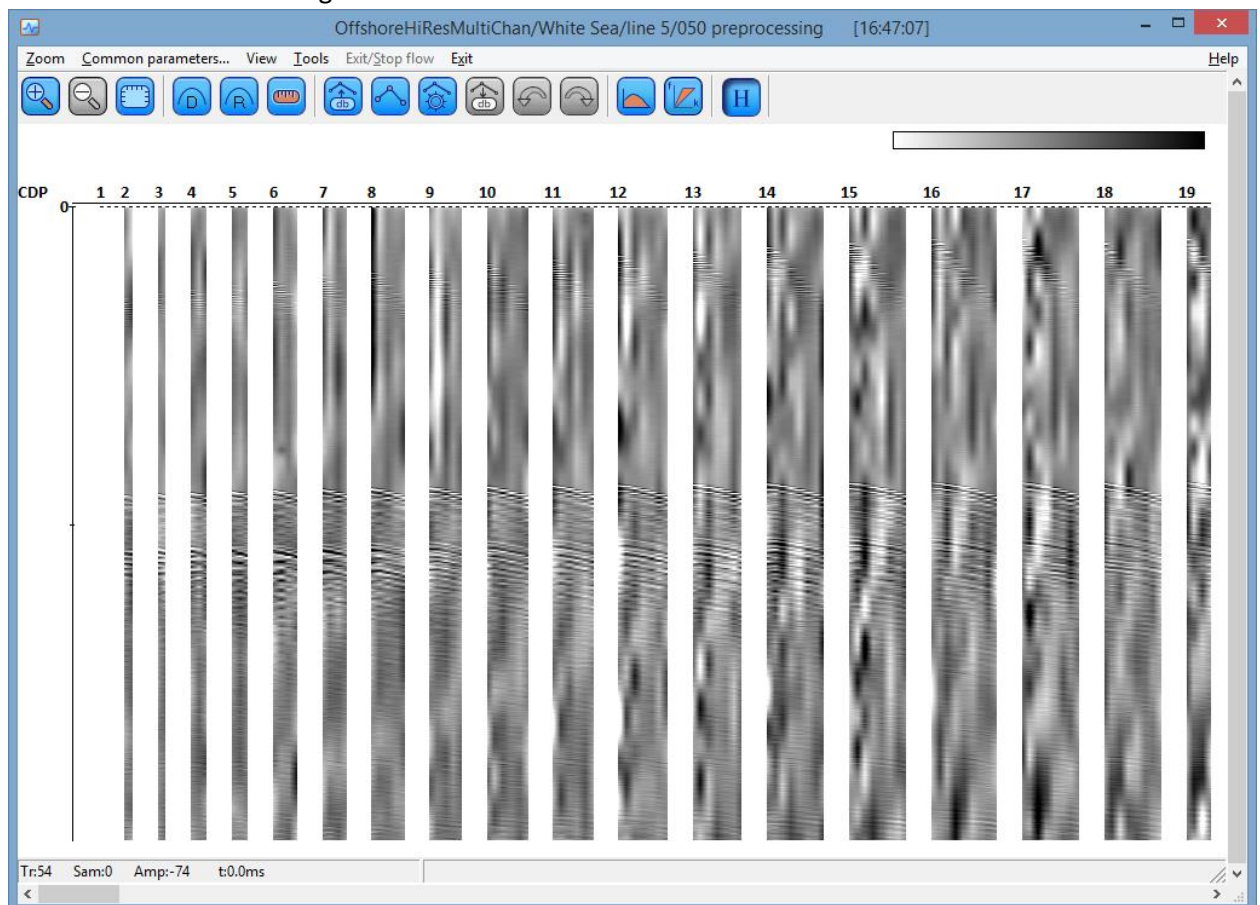 OffshoreHiResMultiChan/White Sea/line 5/050 preprocessing [16:47:07]
Zoom Common parameters... View Tools Exit/Stop flow Exit Help
D R db db f k H
CDP 1 2 3 4 5 6 7 8 9 10 11 12 13 14 15 16 17 18 19
0
Tr:54 Sam:0 Amp:-74 t:0.0ms